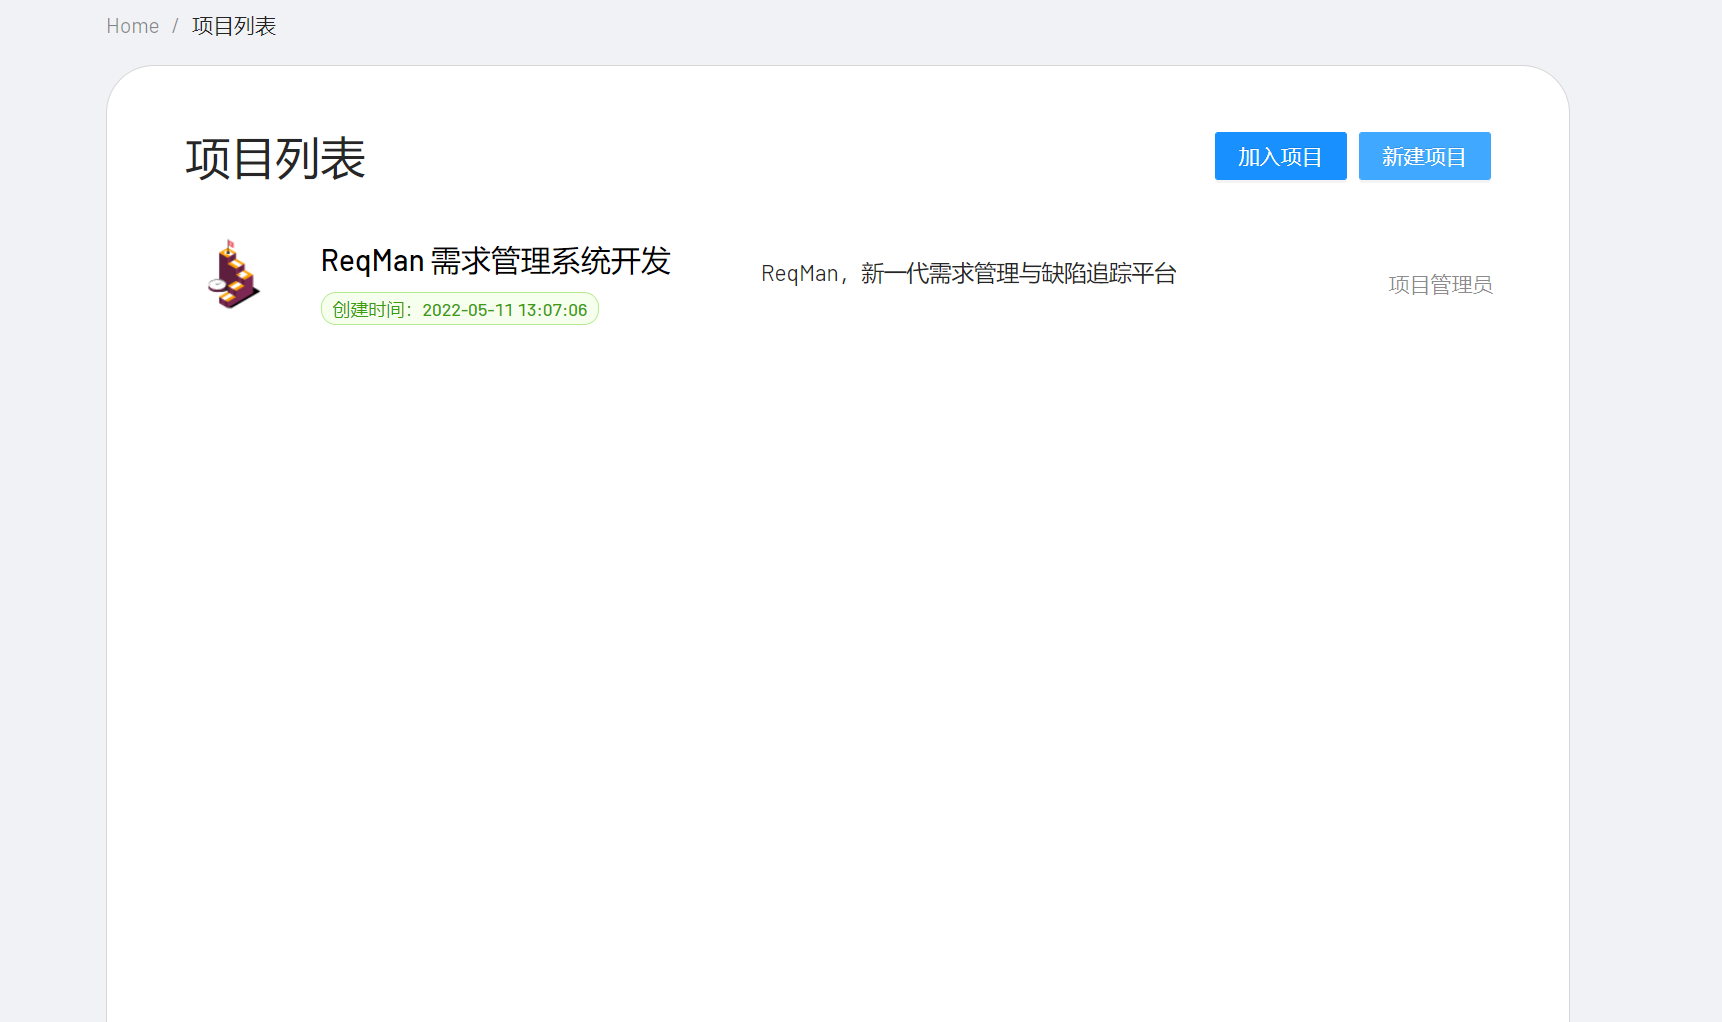 Home / 项目列表
项目列表
加入项目 新建项目
ReqMan 需求管理系统开发
ReqMan，新一代需求管理与缺陷追踪平台
项目管理员
创建时间：2022-05-11 13:07:06